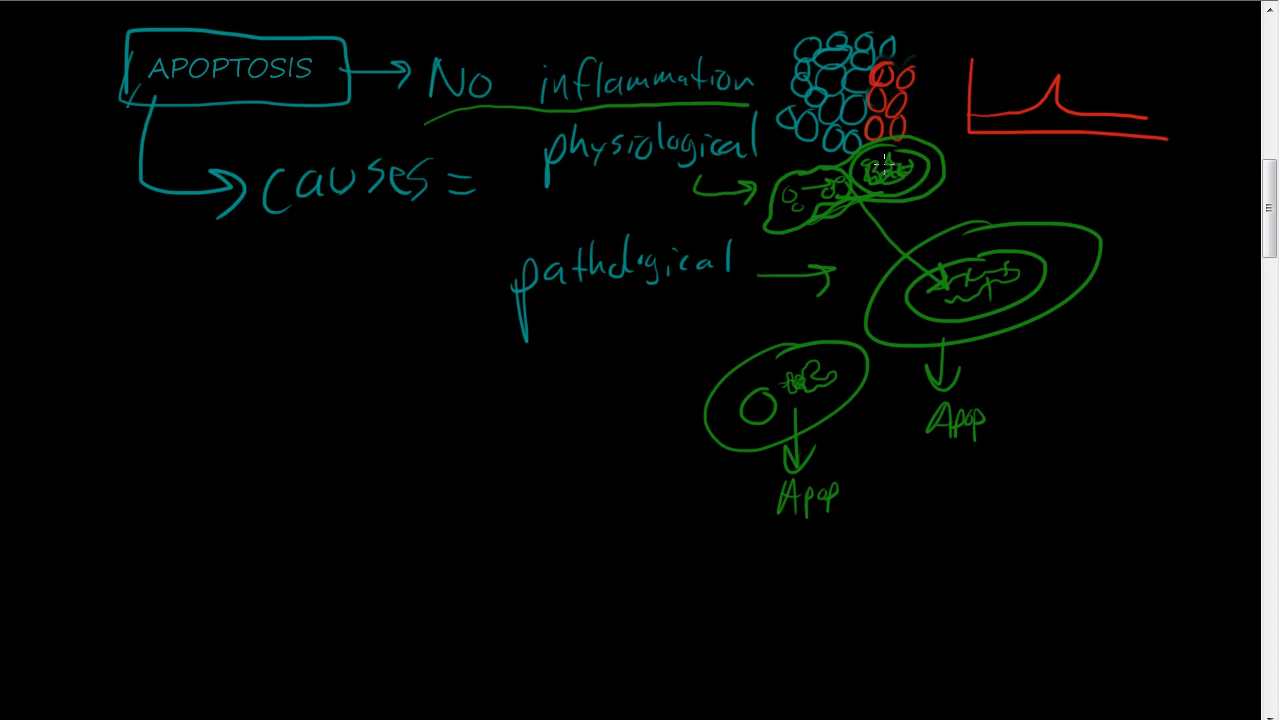 APOPTOSIS
No inflammation
causes =
physiological
pathological
Apop
Apop